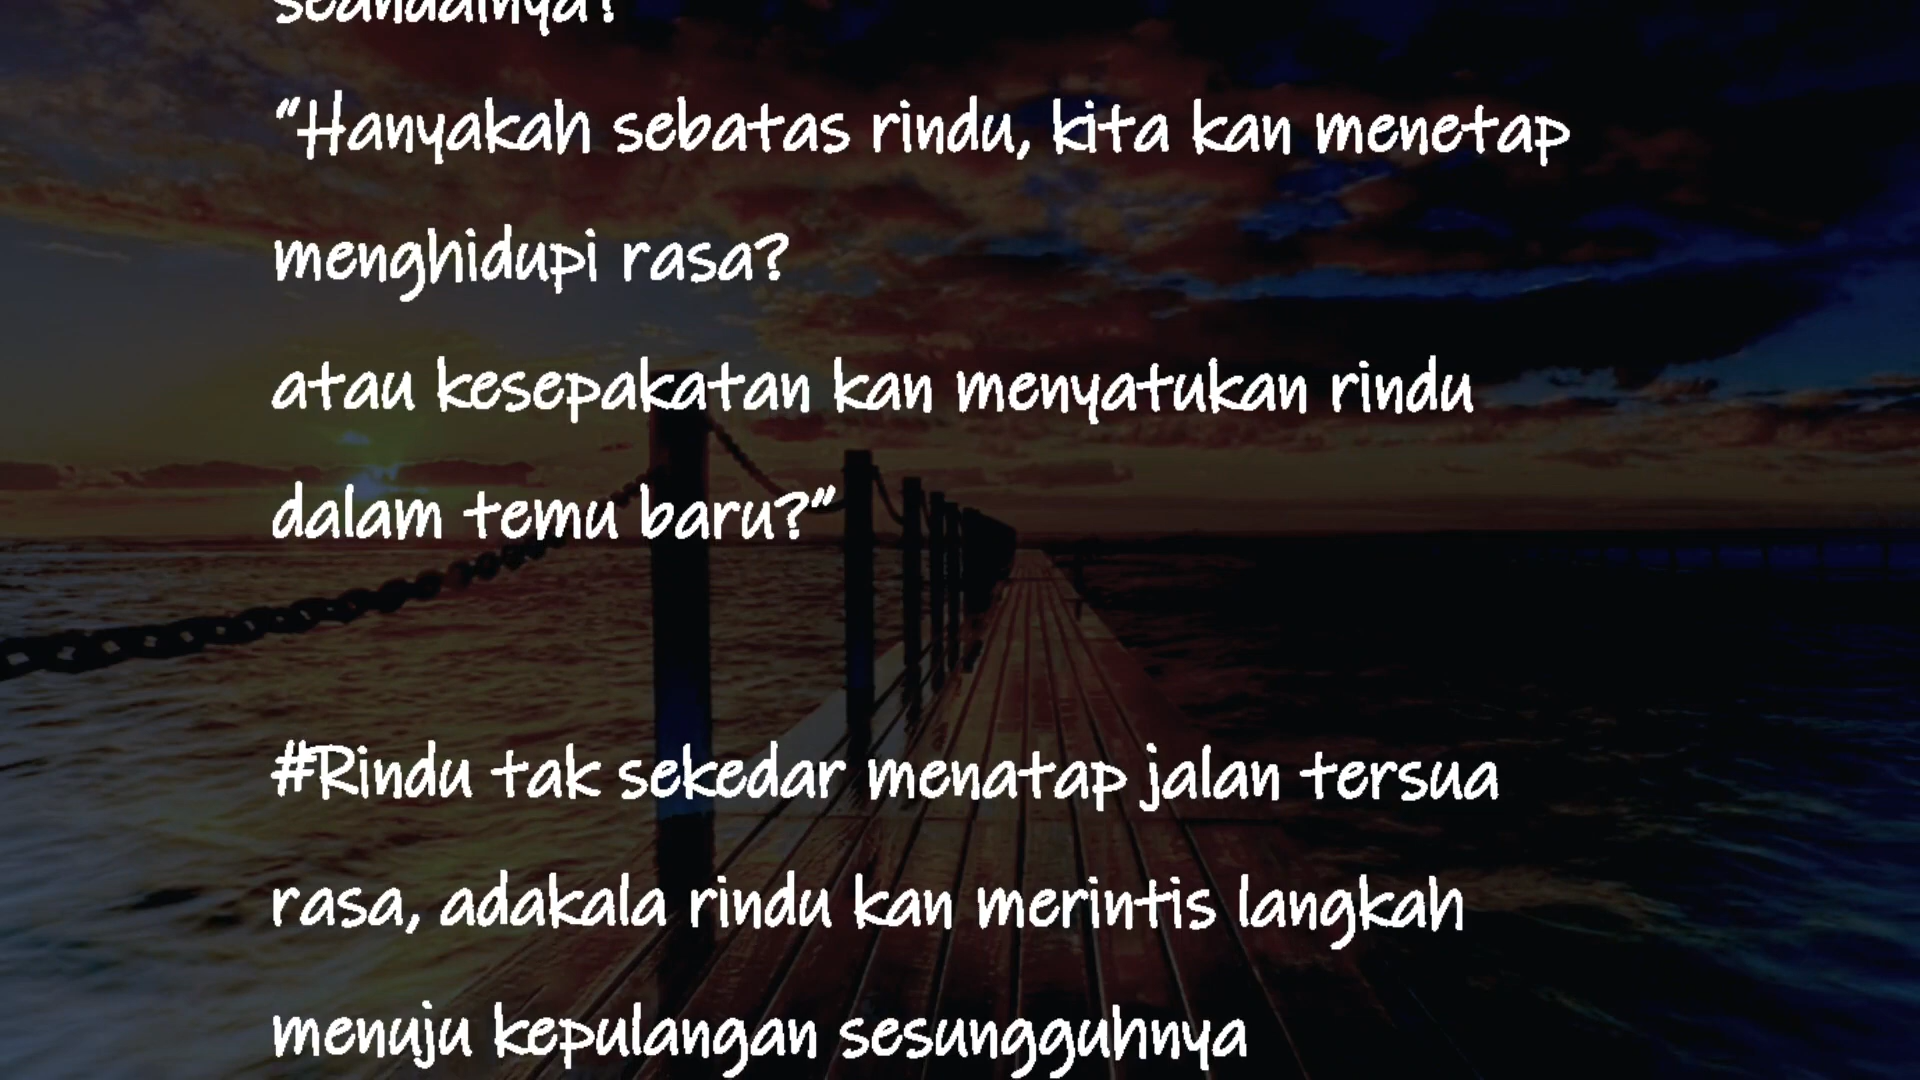 seandainya?
“Hanyakah sebatas rindu, kita kan menetap
menghidupi rasa?
atau kesepakatan kan menyatukan rindu
dalam temu baru?”
#Rindu tak sekedar menatap jalan tersua
rasa, adakala rindu kan merintis langkah
menuju kepulangan sesungguhnya